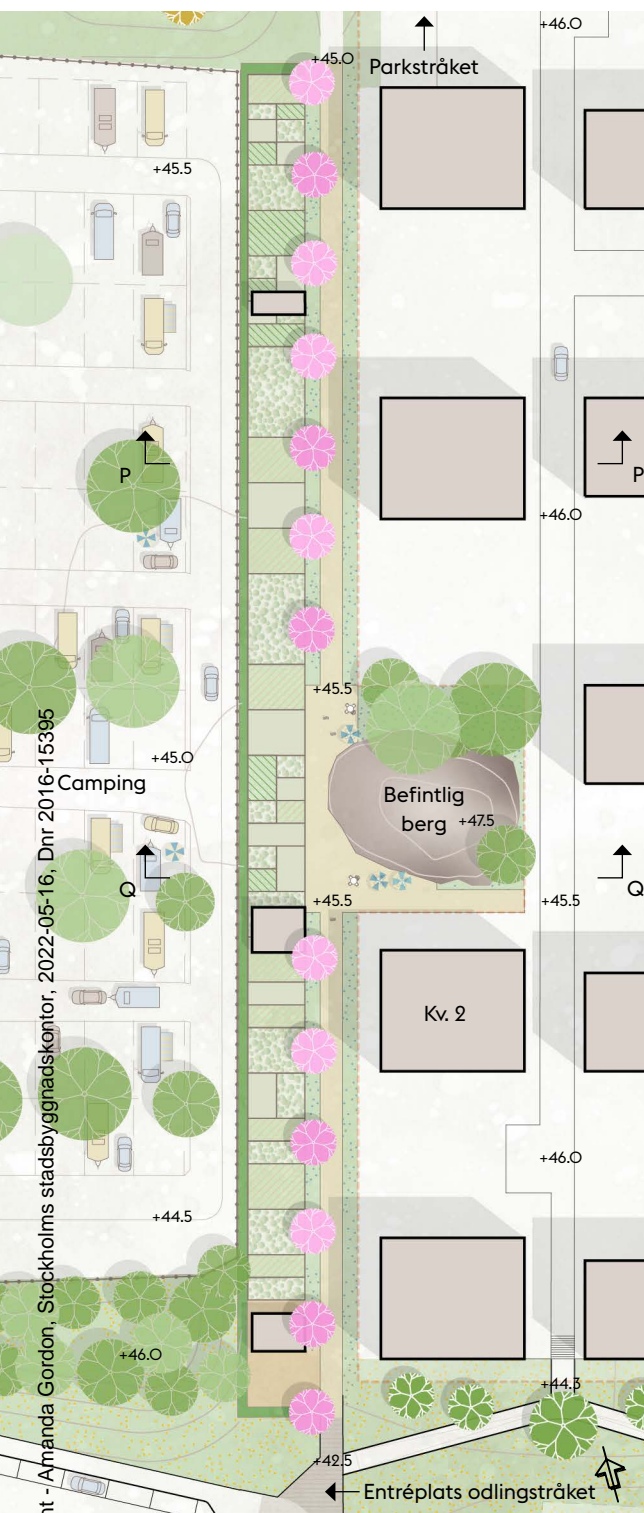 +46.0
+45.0
Parkstråket
+45.5
P
P
+46.0
+45.5
+45.0
Camping
Befintlig
berg +47.5
Q
Q
+45.5
+45.5
Kv. 2
+46.0
+44.5
+46.0
+44.3
+42.5
Entréplats odlingstråket
nt - Amanda Gordon, Stockholms stadsbyggnadskontor, 2022-05-16, Dnr 2016-15395